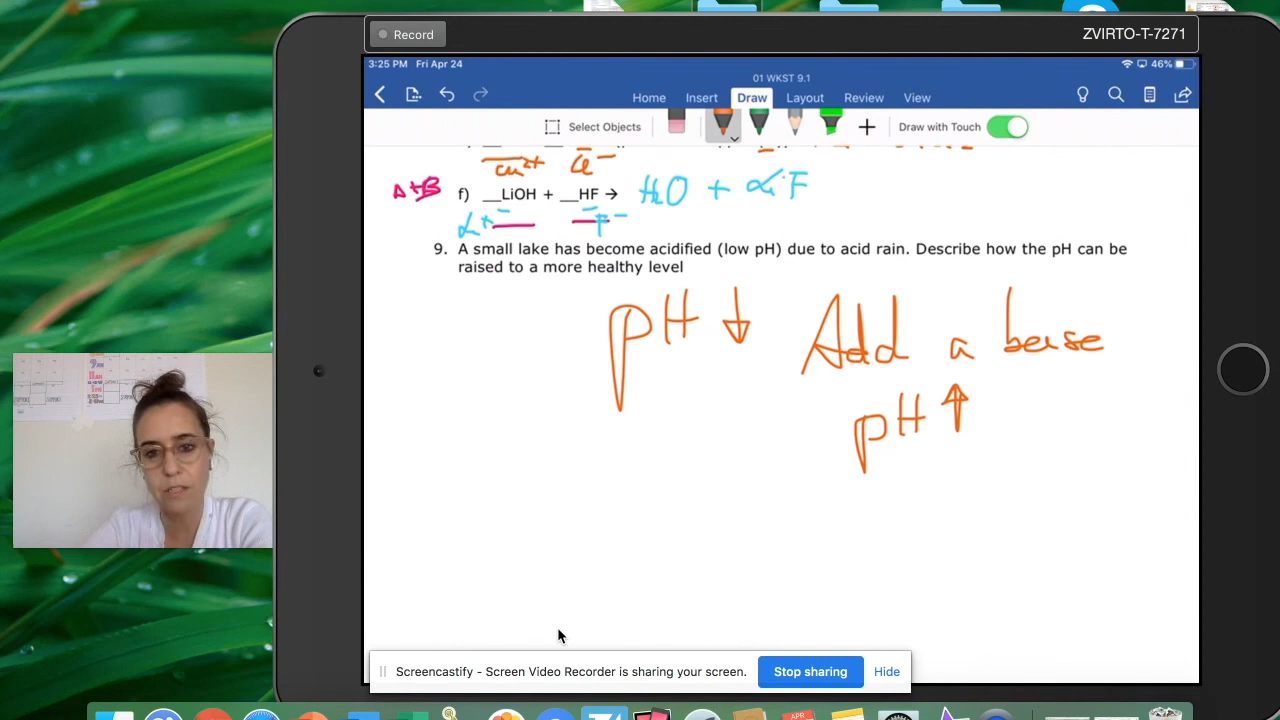 Record
ZVIRTO-T-7271
3:25 PM Fri Apr 24
46%
01 WKST 9.1
Home Insert Draw Layout Review View
Select Objects
Draw with Touch
Cu²⁺ Cl⁻
A+B f) __LiOH + __HF → H₂O + LiF
Li⁺ F⁻
9. A small lake has become acidified (low pH) due to acid rain. Describe how the pH can be
raised to a more healthy level
pH ↓ Add a base
pH ↑
Screencastify - Screen Video Recorder is sharing your screen.
Stop sharing
Hide